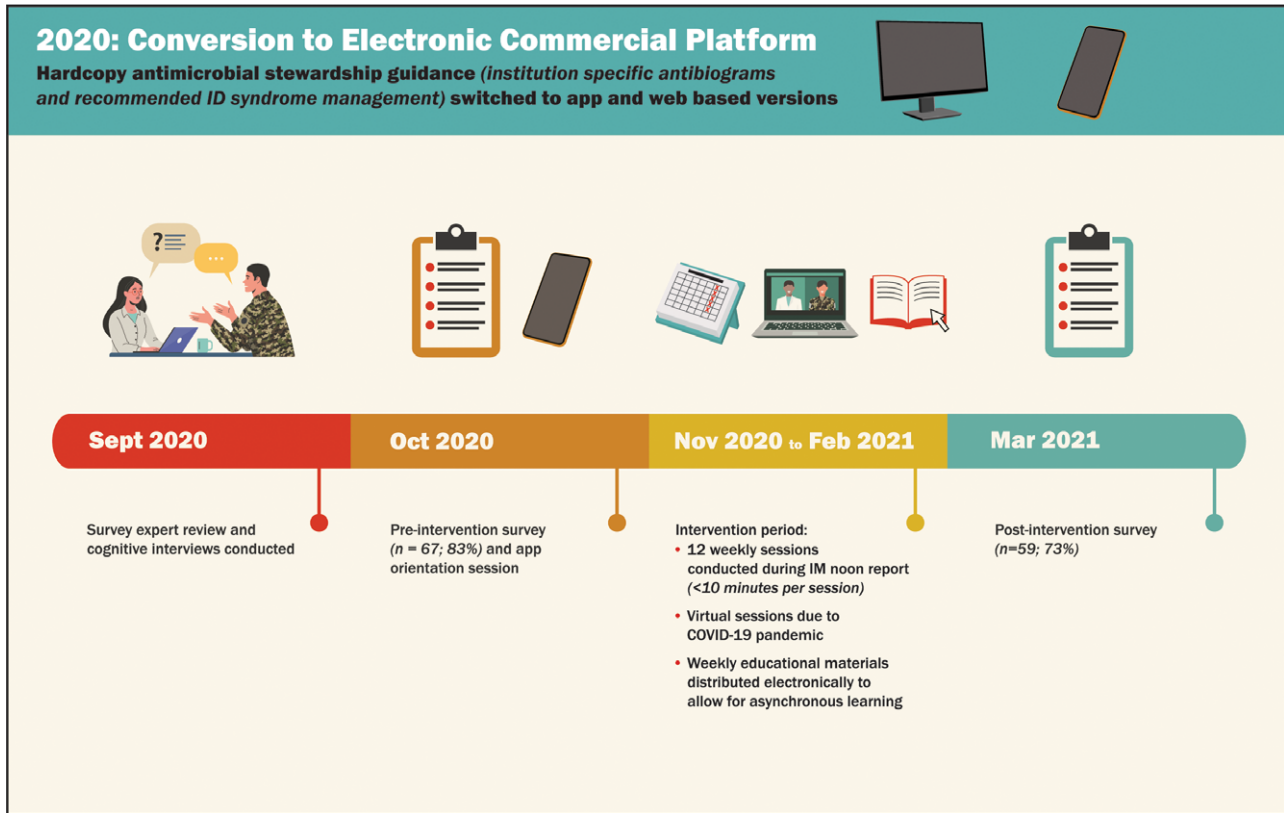 2020: Conversion to Electronic Commercial Platform
Hardcopy antimicrobial stewardship guidance (institution specific antibiograms
and recommended ID syndrome management) switched to app and web based versions
?
...
Sept 2020
Oct 2020
Nov 2020 to Feb 2021
Mar 2021
Survey expert review and
cognitive interviews conducted
Pre-intervention survey
(n = 67; 83%) and app
orientation session
Intervention period:
• 12 weekly sessions
conducted during IM noon report
(<10 minutes per session)
• Virtual sessions due to
COVID-19 pandemic
• Weekly educational materials
distributed electronically to
allow for asynchronous learning
Post-intervention survey
(n=59; 73%)